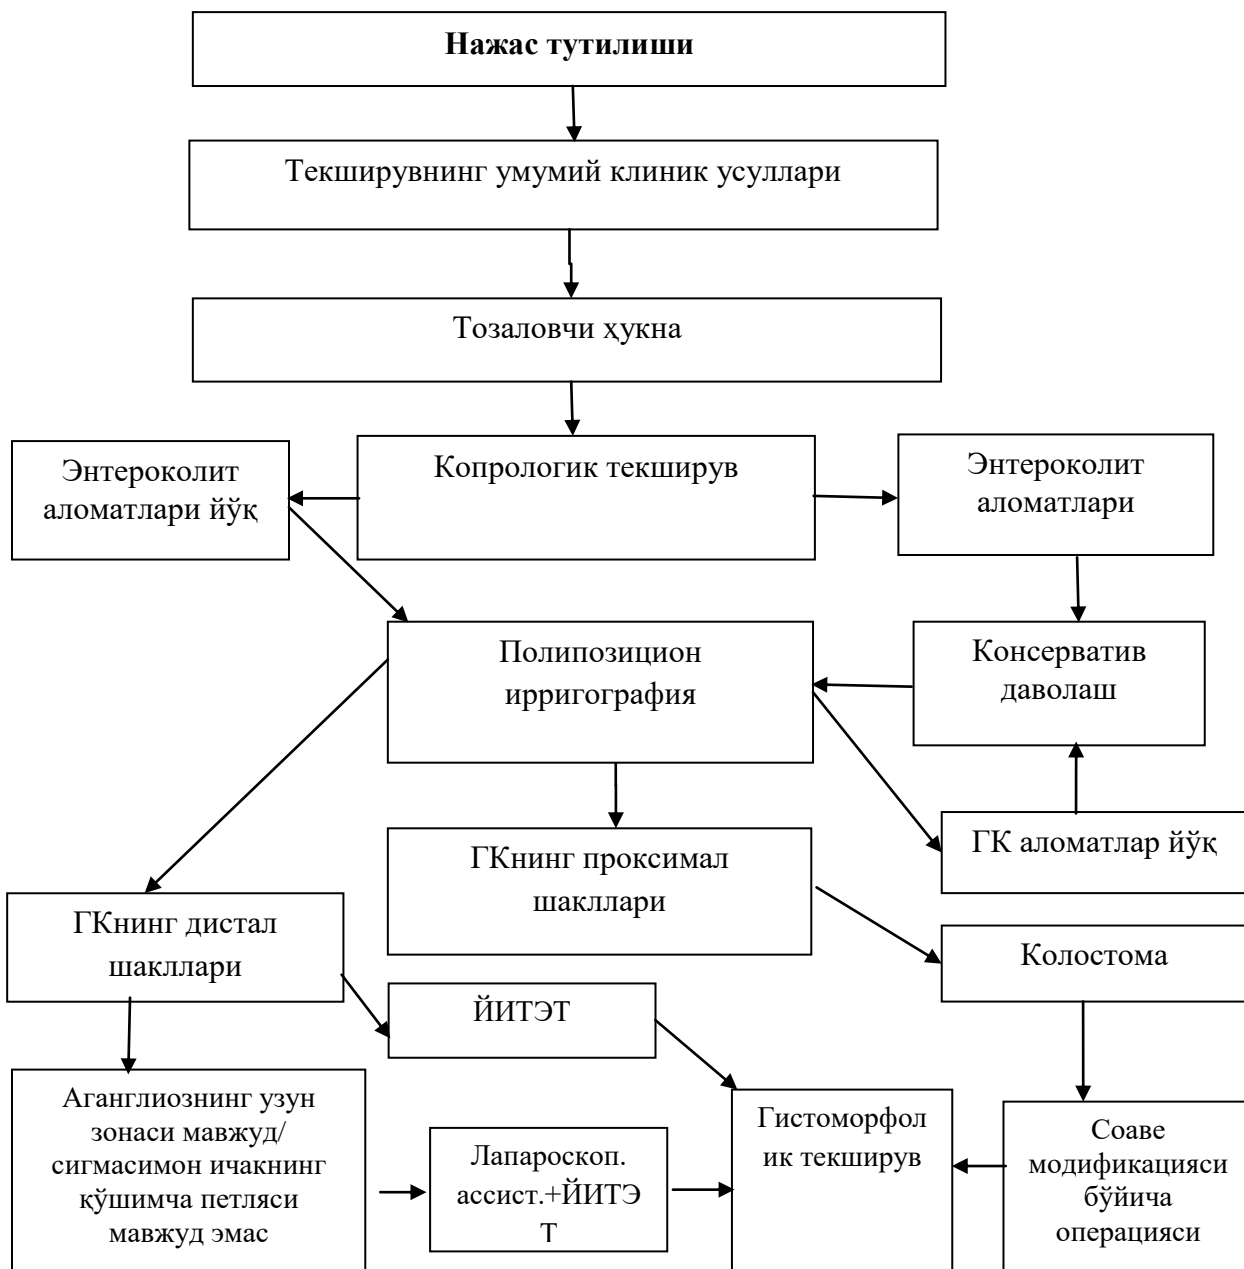 Нажас тутилиши
Текширувнинг умумий клиник усуллари
Тозаловчи ҳукна
Энтероколит
аломатлари йўқ
Копрологик текширув
Энтероколит
аломатлари
Полипозицион
ирригография
Консерватив
даволаш
ГК аломатлар йўқ
ГКнинг проксимал
шакллари
ГКнинг дистал
шакллари
Колостома
ЙИТЭТ
Аганглиознинг узун
зонаси мавжуд/
сигмасимон ичакнинг
қўшимча петляси
мавжуд эмас
Лапароскоп.
ассист.+ЙИТЭ
Т
Гистоморфол
ик текширув
Соаве
модификацияси
бўйича
операцияси